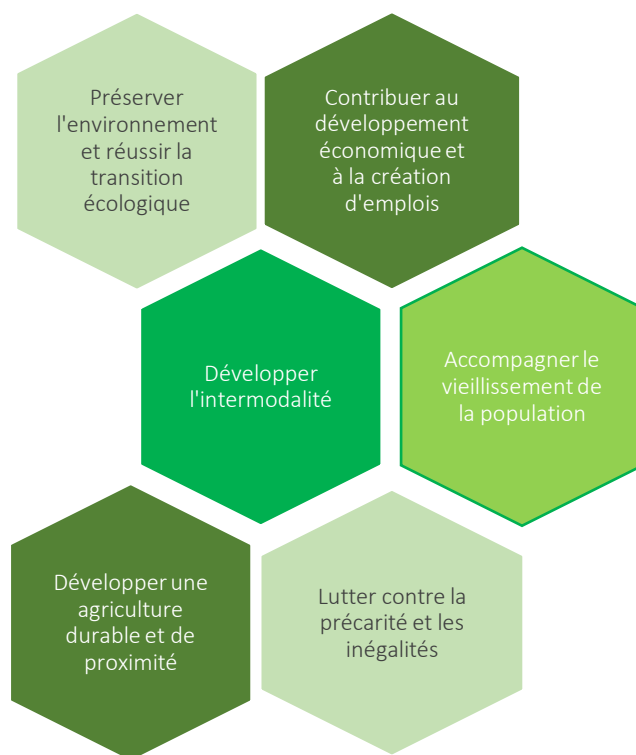 Préserver
l'environnement
et réussir la
transition
écologique
Contribuer au
développement
économique et
à la création
d'emplois
Développer
l'intermodalité
Accompagner le
vieillissement de
la population
Développer une
agriculture
durable et de
proximité
Lutter contre la
précarité et les
inégalités